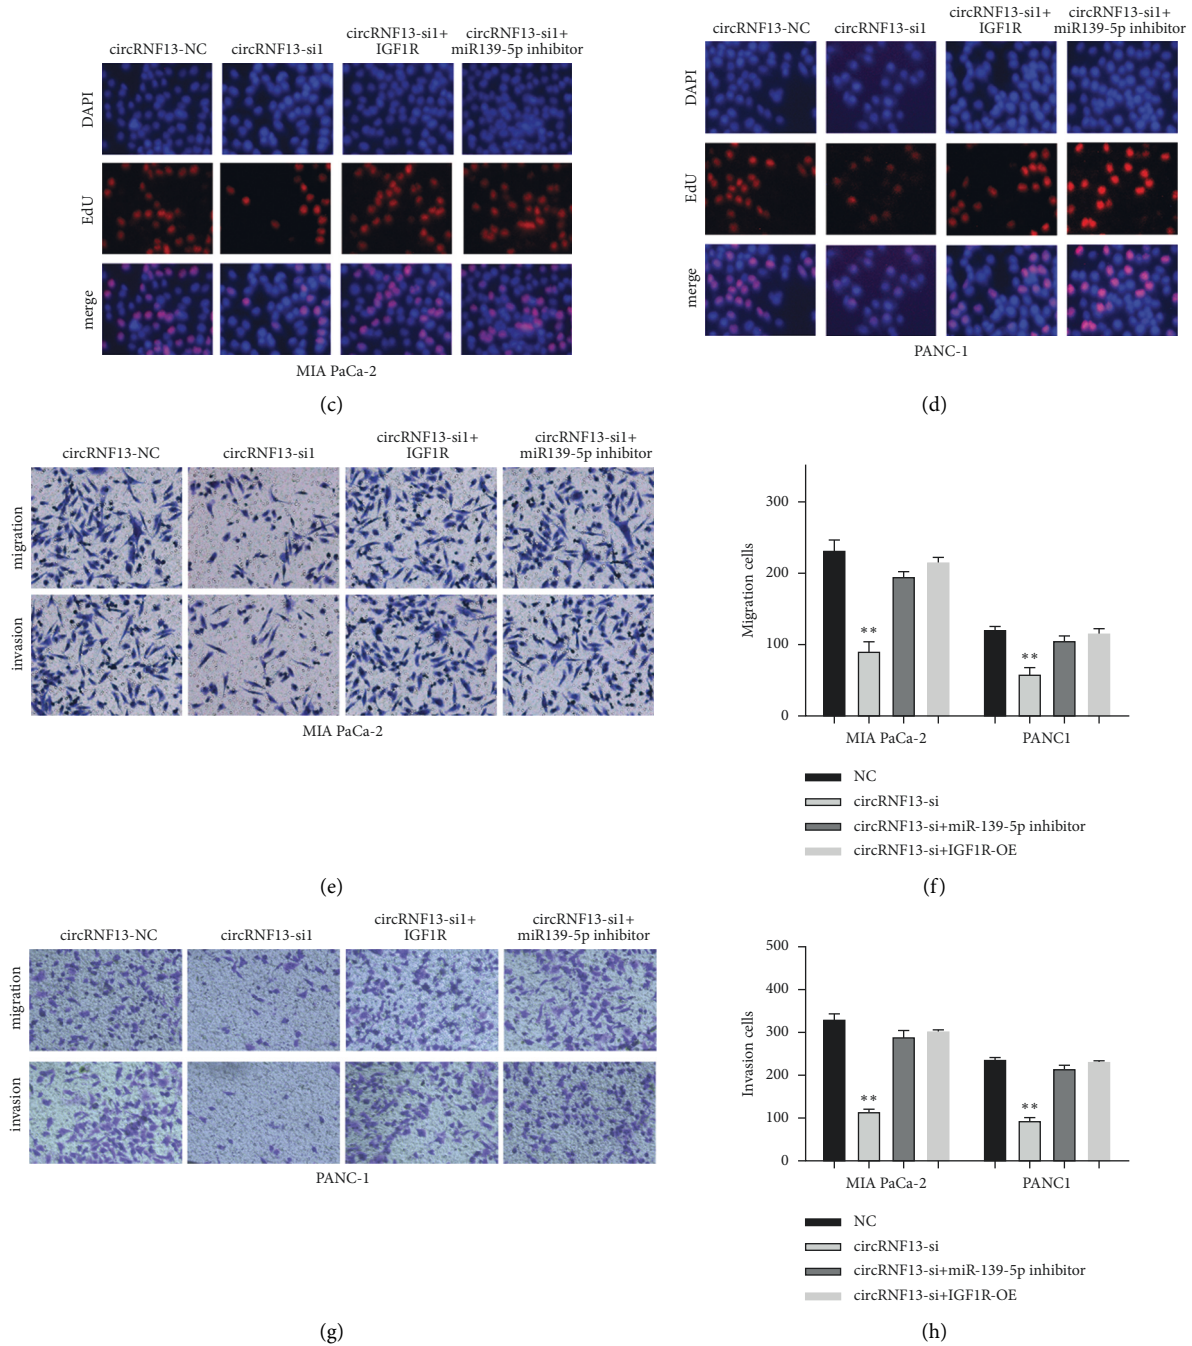 circRNF13-NC
circRNF13-si1
circRNF13-si1+
IGF1R
circRNF13-si1+
miR139-5p inhibitor
DAPI
EdU
merge
MIA PaCa-2
(c)
circRNF13-NC
circRNF13-si1
circRNF13-si1+
IGF1R
circRNF13-si1+
miR139-5p inhibitor
DAPI
EdU
merge
PANC-1
(d)
circRNF13-NC
circRNF13-si1
circRNF13-si1+
IGF1R
circRNF13-si1+
miR139-5p inhibitor
migration
invasion
MIA PaCa-2
(e)
Migration cells
300
200
100
0
**
**
MIA PaCa-2
PANC1
NC
circRNF13-si
circRNF13-si+miR-139-5p inhibitor
circRNF13-si+IGF1R-OE
(f)
circRNF13-NC
circRNF13-si1
circRNF13-si1+
IGF1R
circRNF13-si1+
miR139-5p inhibitor
migration
invasion
PANC-1
(g)
Invasion cells
500
400
300
200
100
0
**
**
MIA PaCa-2
PANC1
NC
circRNF13-si
circRNF13-si+miR-139-5p inhibitor
circRNF13-si+IGF1R-OE
(h)